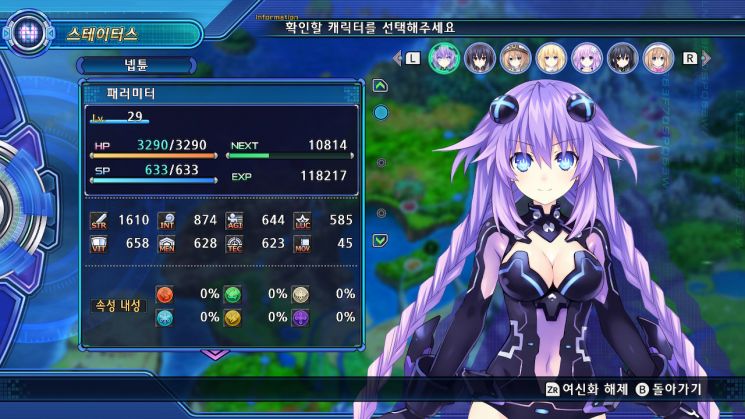 Information
확인할 캐릭터를 선택해주세요
스테이터스
넵튠
L R
패러미터
Lv. 29
HP 3290/3290 NEXT 10814
SP 633/633 EXP 118217
STR 1610 INT 874 AGI 644 LUC 585
VIT 658 MEN 628 TEC 623 MOV 45
속성 내성 0% 0% 0%
0% 0% 0%
ZR 여신화 해제 B 돌아가기